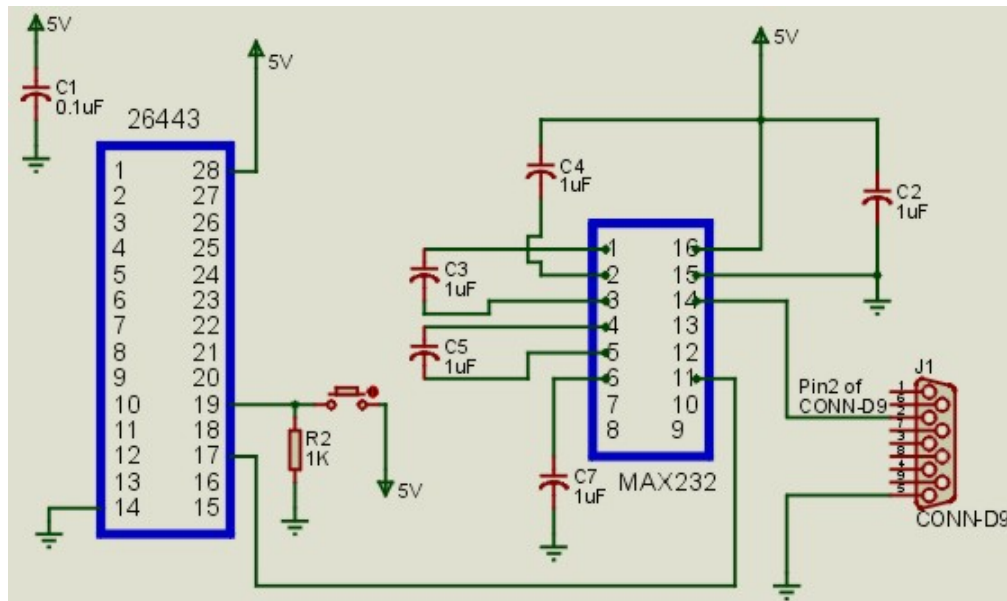 5V
C1
0.1uF
5V
26443
1 28
2 27
3 26
4 25
5 24
6 23
7 22
8 21
9 20
10 19
11 18
12 17
13 16
14 15
R2
1K
5V
5V
C4
1uF
C2
1uF
C3
1uF
C5
1uF
C7
1uF
1 16
2 15
3 14
4 13
5 12
6 11
7 10
8 9
MAX232
J1
Pin2 of
CONN-D9
1
6
2
7
3
8
4
9
5
CONN-D9